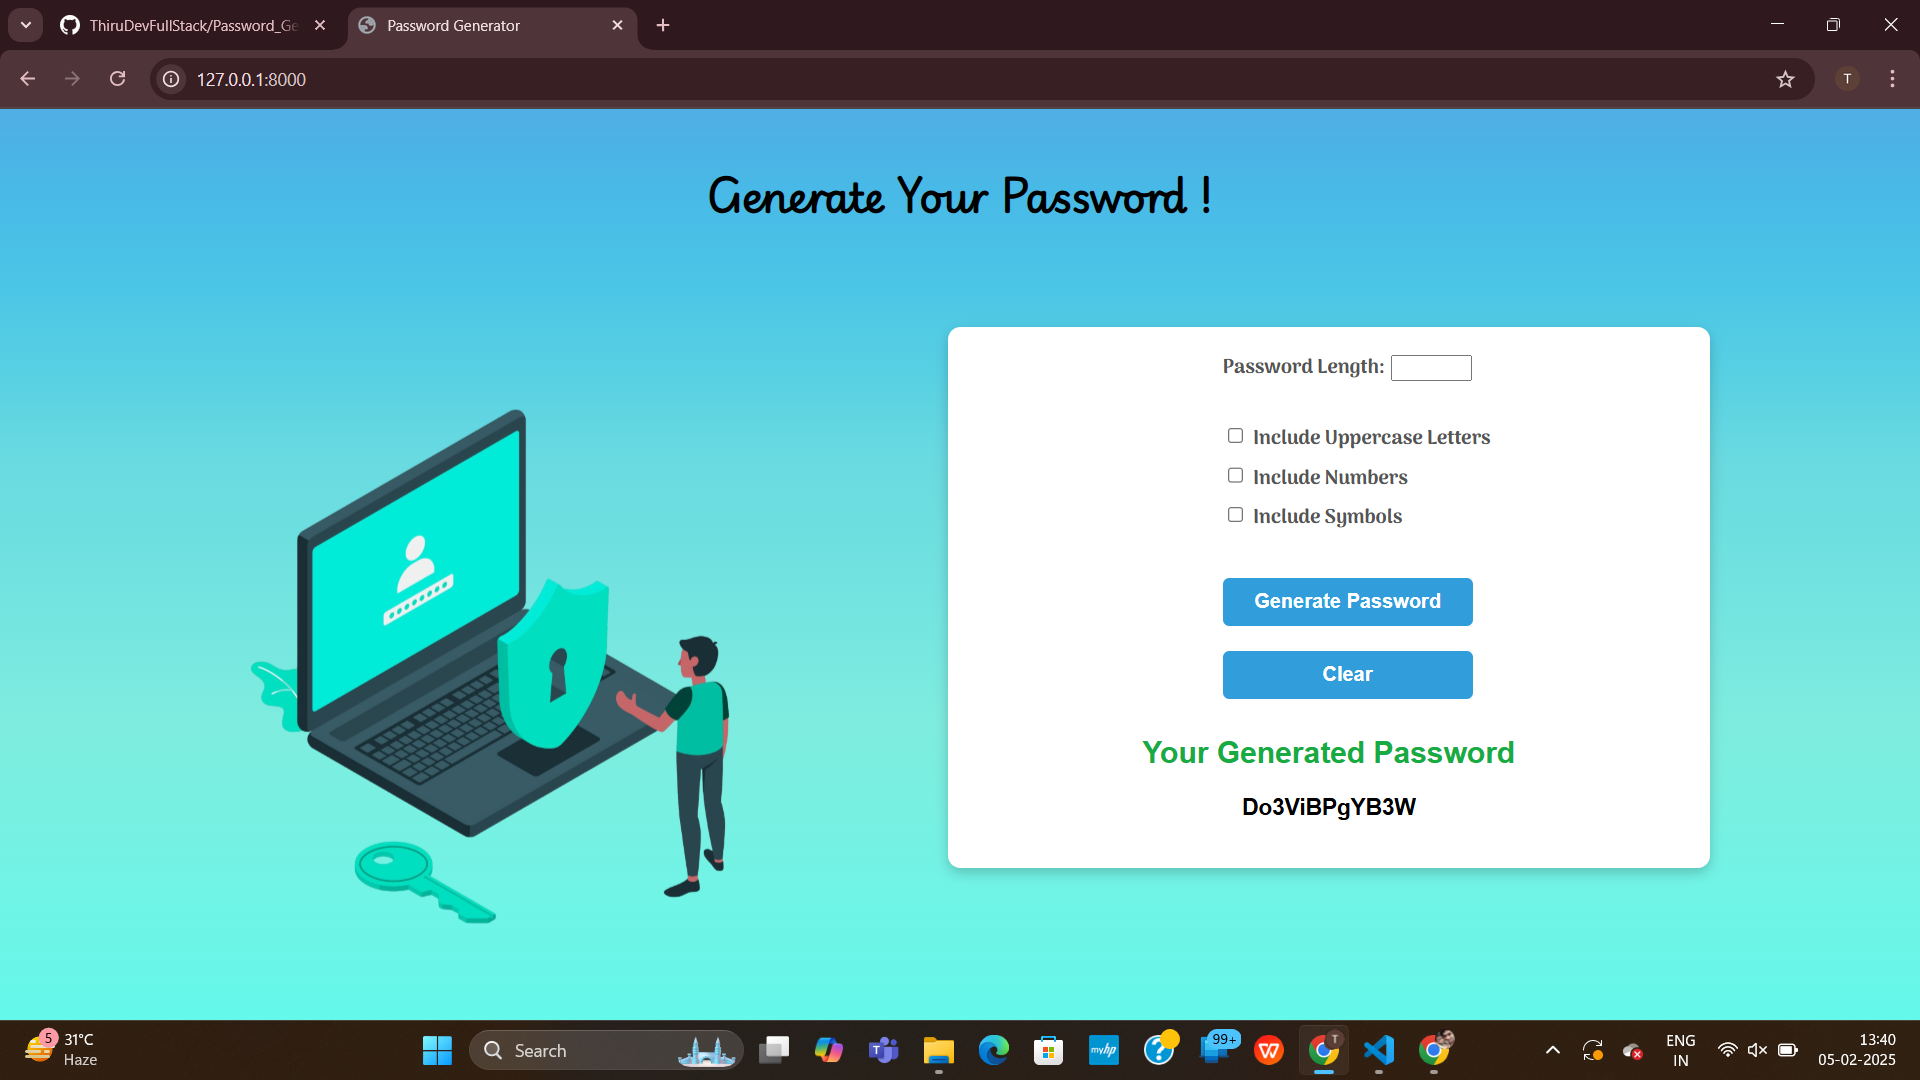 ThiruDevFullStack/Password_Ge
Password Generator
127.0.0.1:8000
T
Generate Your Password !
Password Length:
Include Uppercase Letters
Include Numbers
Include Symbols
Generate Password
Clear
Your Generated Password
Do3ViBPgYB3W
5
31°C
Haze
Search
T
myhp
?
99+
W
T
ENG
IN
13:40
05-02-2025